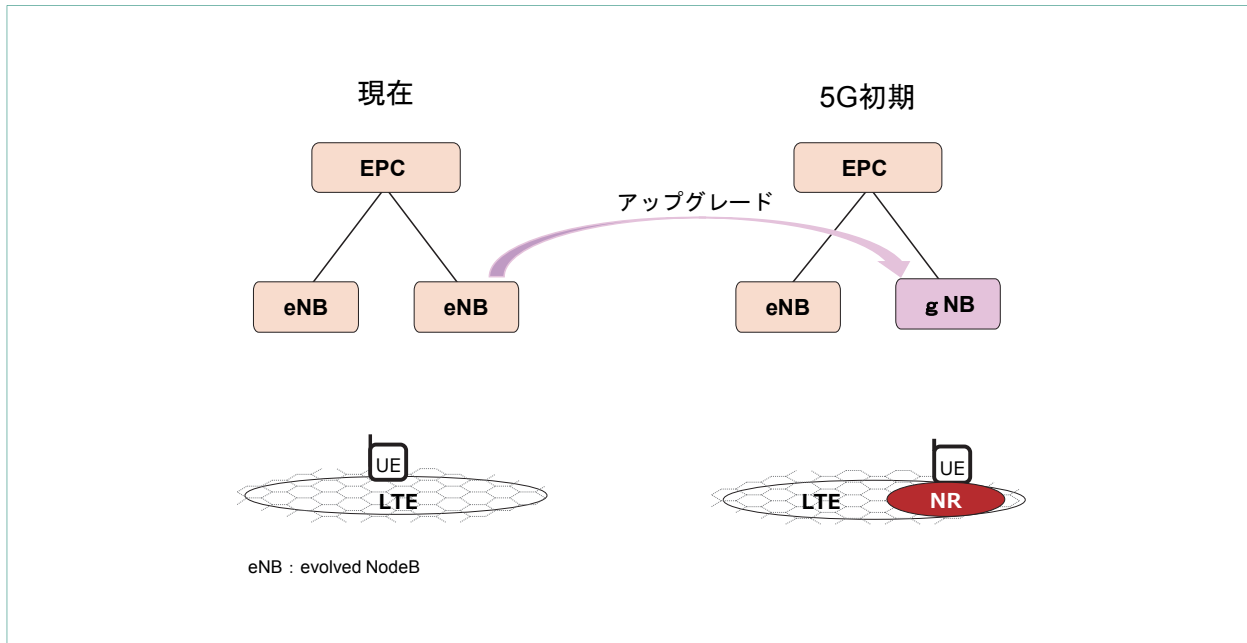 現在
5G初期
EPC
EPC
アップグレード
eNB
eNB
eNB
g NB
UE
LTE
UE
LTE
NR
eNB：evolved NodeB